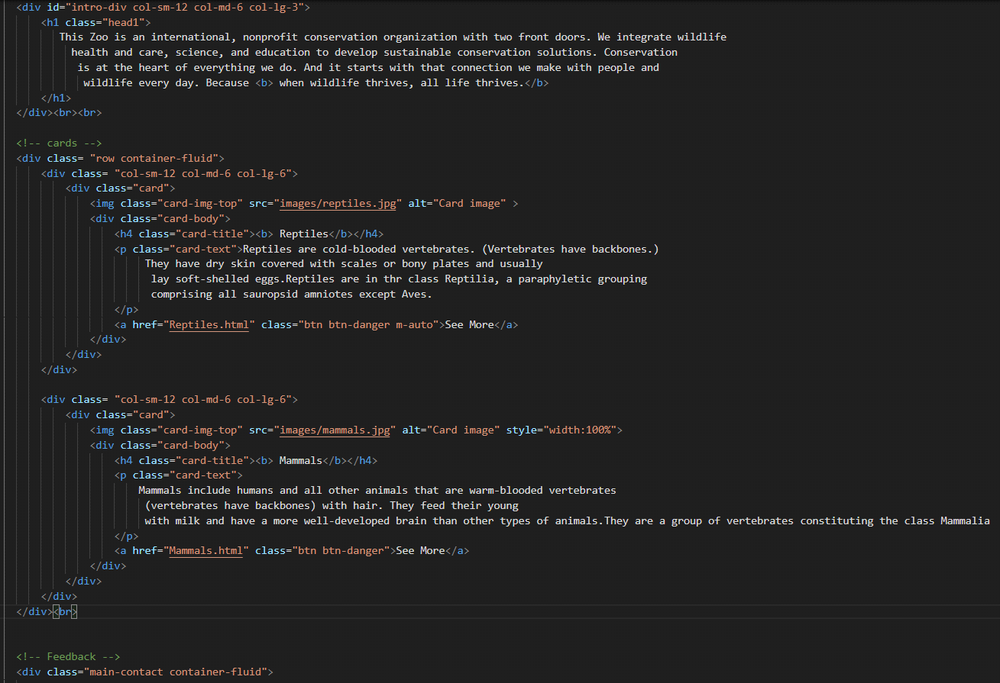 <div id="intro-div col-sm-12 col-md-6 col-lg-3">
<h1 class="head1">
This Zoo is an international, nonprofit conservation organization with two front doors. We integrate wildlife
health and care, science, and education to develop sustainable conservation solutions. Conservation
is at the heart of everything we do. And it starts with that connection we make with people and
wildlife every day. Because <b> when wildlife thrives, all life thrives.</b>
</h1>
</div><br><br>
<!-- cards -->
<div class= "row container-fluid">
<div class= "col-sm-12 col-md-6 col-lg-6">
<div class="card">
<img class="card-img-top" src="images/reptiles.jpg" alt="Card image" >
<div class="card-body">
<h4 class="card-title"><b> Reptiles</b></h4>
<p class="card-text">Reptiles are cold-blooded vertebrates. (Vertebrates have backbones.)
They have dry skin covered with scales or bony plates and usually
lay soft-shelled eggs.Reptiles are in thr class Reptilia, a paraphyletic grouping
comprising all sauropsid amniotes except Aves.
</p>
<a href="Reptiles.html" class="btn btn-danger m-auto">See More</a>
</div>
</div>
</div>
<div class= "col-sm-12 col-md-6 col-lg-6">
<div class="card">
<img class="card-img-top" src="images/mammals.jpg" alt="Card image" style="width:100%">
<div class="card-body">
<h4 class="card-title"><b> Mammals</b></h4>
<p class="card-text">
Mammals include humans and all other animals that are warm-blooded vertebrates
(vertebrates have backbones) with hair. They feed their young
with milk and have a more well-developed brain than other types of animals.They are a group of vertebrates constituting the class Mammalia
</p>
<a href="Mammals.html" class="btn btn-danger">See More</a>
</div>
</div>
</div>
</div><br>
<!-- Feedback -->
<div class="main-contact container-fluid">